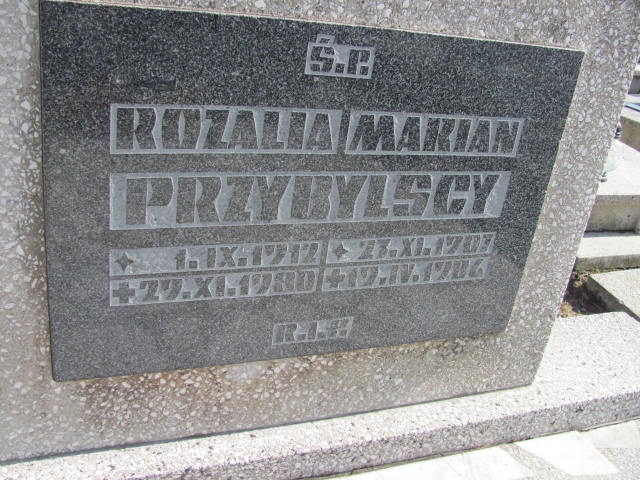 Ś.P.
ROZALIA MARIAN
PRZYBYLSCY
1.IX.1912 23.XI.1907
+29.XI.1980 +19.IV.1986
R.I.P.